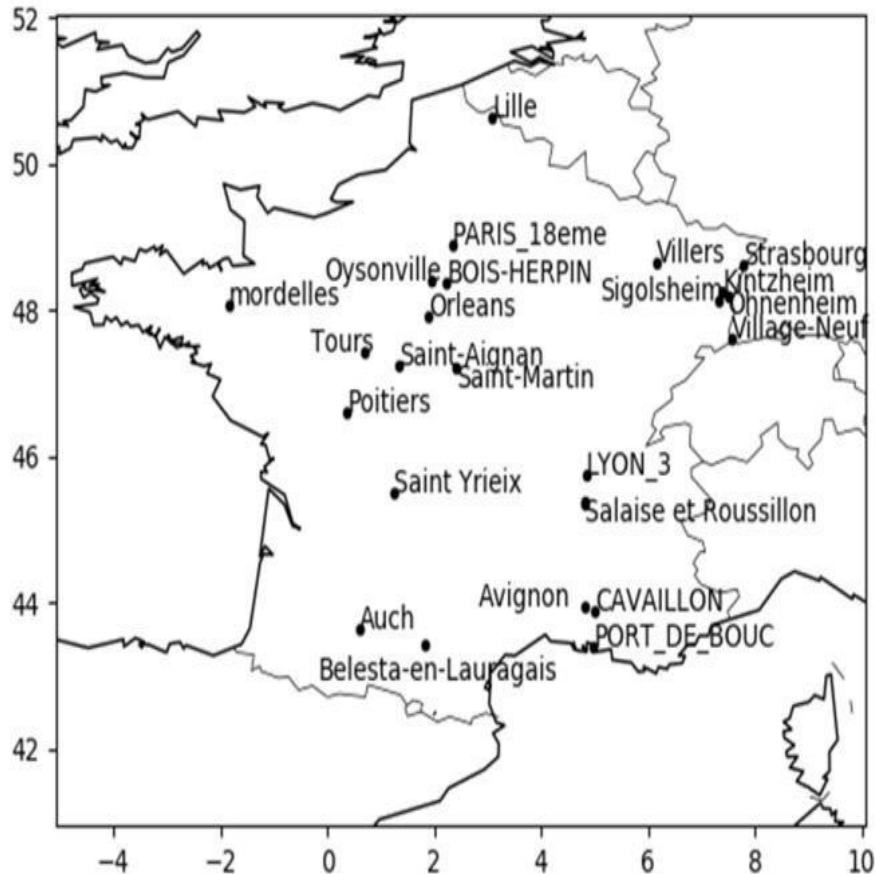 52
50
48
46
44
42
−4
−2
0
2
4
6
8
10
Lille
PARIS_18eme
Villers
Strasbourg
Oysonville
BOIS-HERPIN
Kintzheim
Sigolsheim
mordelles
Orleans
Ohnenheim
Village-Neuf
Tours
Saint-Aignan
Saint-Martin
Poitiers
LYON_3
Saint Yrieix
Salaise et Roussillon
Avignon
CAVAILLON
Auch
PORT_DE_BOUC
Belesta-en-Lauragais